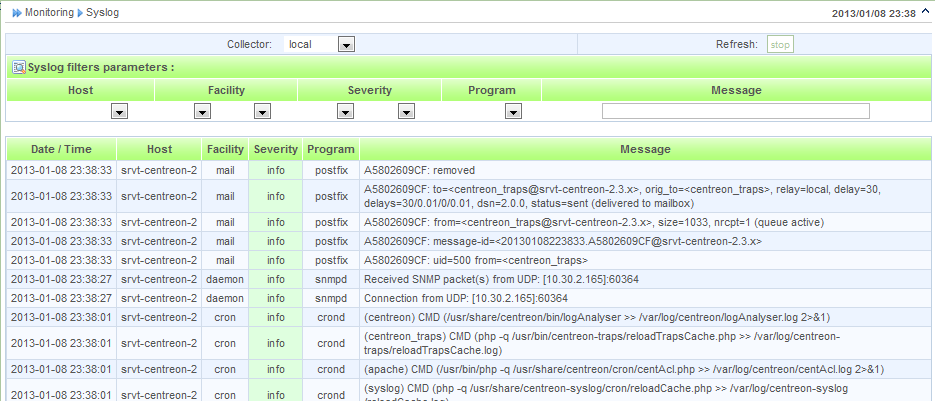 Monitoring Syslog 2013/01/08 23:38
Collector: local Refresh: stop
Syslog filters parameters :
Host Facility Severity Program Message
Date / Time Host Facility Severity Program Message
2013-01-08 23:38:33 srvt-centreon-2 mail info postfix A5802609CF: removed
2013-01-08 23:38:33 srvt-centreon-2 mail info postfix A5802609CF: to=<centreon_traps@srvt-centreon-2.3.x>, orig_to=<centreon_traps>, relay=local, delay=30,
delays=30/0.01/0/0.01, dsn=2.0.0, status=sent (delivered to mailbox)
2013-01-08 23:38:33 srvt-centreon-2 mail info postfix A5802609CF: from=<centreon_traps@srvt-centreon-2.3.x>, size=1033, nrcpt=1 (queue active)
2013-01-08 23:38:33 srvt-centreon-2 mail info postfix A5802609CF: message-id=<20130108223833.A5802609CF@srvt-centreon-2.3.x>
2013-01-08 23:38:33 srvt-centreon-2 mail info postfix A5802609CF: uid=500 from=<centreon_traps>
2013-01-08 23:38:27 srvt-centreon-2 daemon info snmpd Received SNMP packet(s) from UDP: [10.30.2.165]:60364
2013-01-08 23:38:27 srvt-centreon-2 daemon info snmpd Connection from UDP: [10.30.2.165]:60364
2013-01-08 23:38:01 srvt-centreon-2 cron info crond (centreon) CMD (/usr/share/centreon/bin/logAnalyser >> /var/log/centreon/logAnalyser.log 2>&1)
2013-01-08 23:38:01 srvt-centreon-2 cron info crond (centreon_traps) CMD (php -q /usr/bin/centreon-traps/reloadTrapsCache.php >> /var/log/centreon-
traps/reloadTrapsCache.log)
2013-01-08 23:38:01 srvt-centreon-2 cron info crond (apache) CMD (/usr/bin/php -q /usr/share/centreon/cron/centAcl.php >> /var/log/centreon/centAcl.log 2>&1)
2013-01-08 23:38:01 srvt-centreon-2 cron info crond (syslog) CMD (php -q /usr/share/centreon-syslog/cron/reloadCache.php >> /var/log/centreon-syslog
/reloadCache.log)